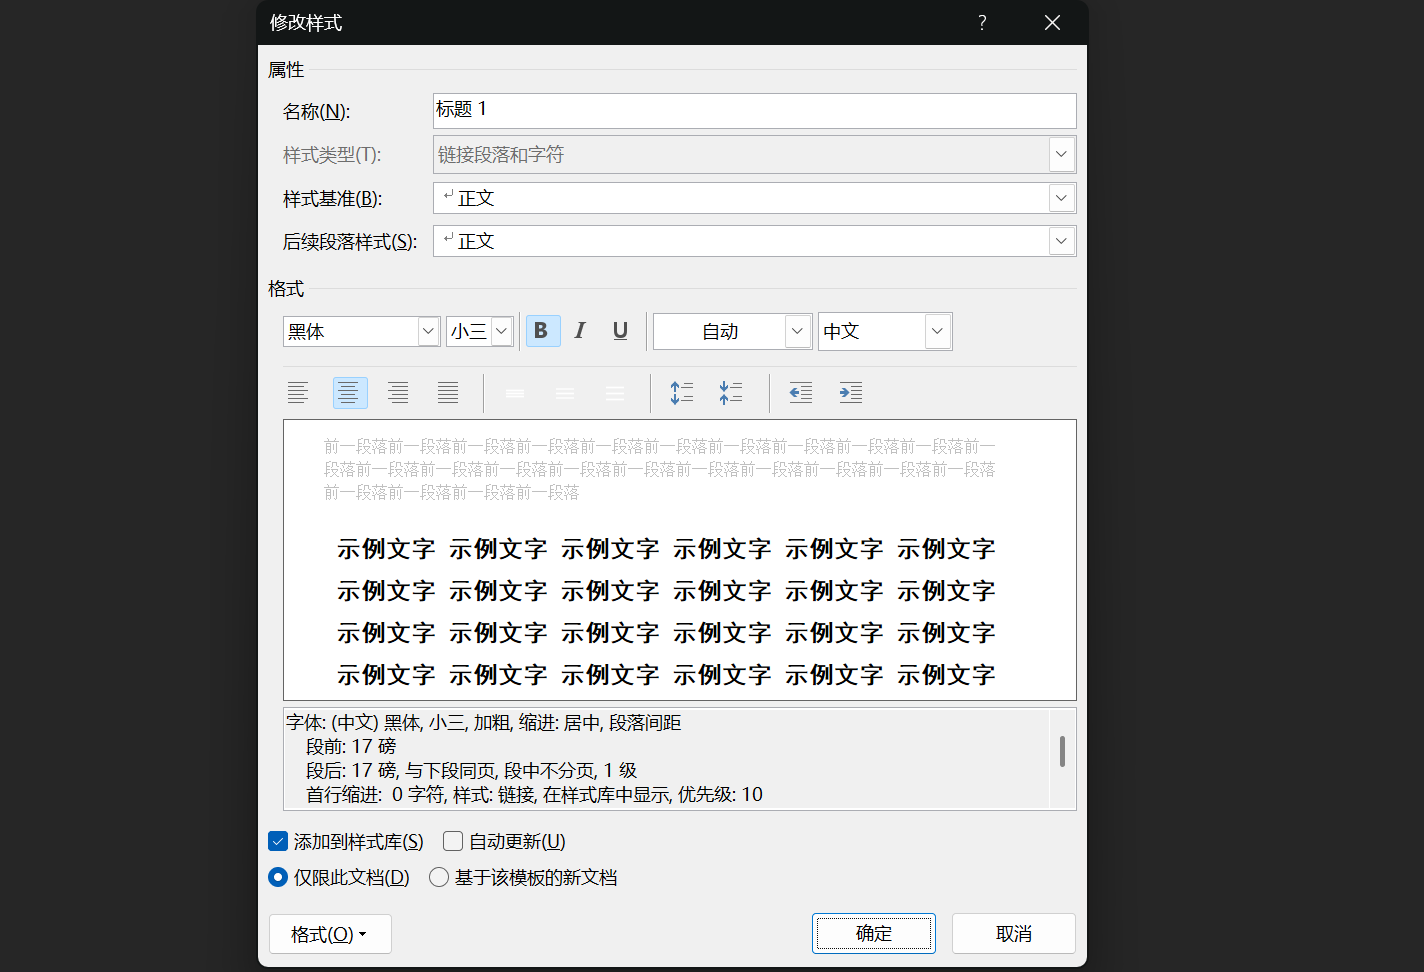 修改样式
属性
名称(N): 标题 1
样式类型(T): 链接段落和字符
样式基准(B): ↵ 正文
后续段落样式(S): ↵ 正文
格式
黑体 小三 B I U 自动 中文
前一段落前一段落前一段落前一段落前一段落前一段落前一段落前一段落前一段落前一段落前一
段落前一段落前一段落前一段落前一段落前一段落前一段落前一段落前一段落前一段落前一段落
前一段落前一段落前一段落前一段落
示例文字 示例文字 示例文字 示例文字 示例文字 示例文字
示例文字 示例文字 示例文字 示例文字 示例文字 示例文字
示例文字 示例文字 示例文字 示例文字 示例文字 示例文字
示例文字 示例文字 示例文字 示例文字 示例文字 示例文字
字体: (中文) 黑体, 小三, 加粗, 缩进: 居中, 段落间距
段前: 17 磅
段后: 17 磅, 与下段同页, 段中不分页, 1 级
首行缩进: 0 字符, 样式: 链接, 在样式库中显示, 优先级: 10
添加到样式库(S) 自动更新(U)
仅限此文档(D) 基于该模板的新文档
格式(O) 确定 取消